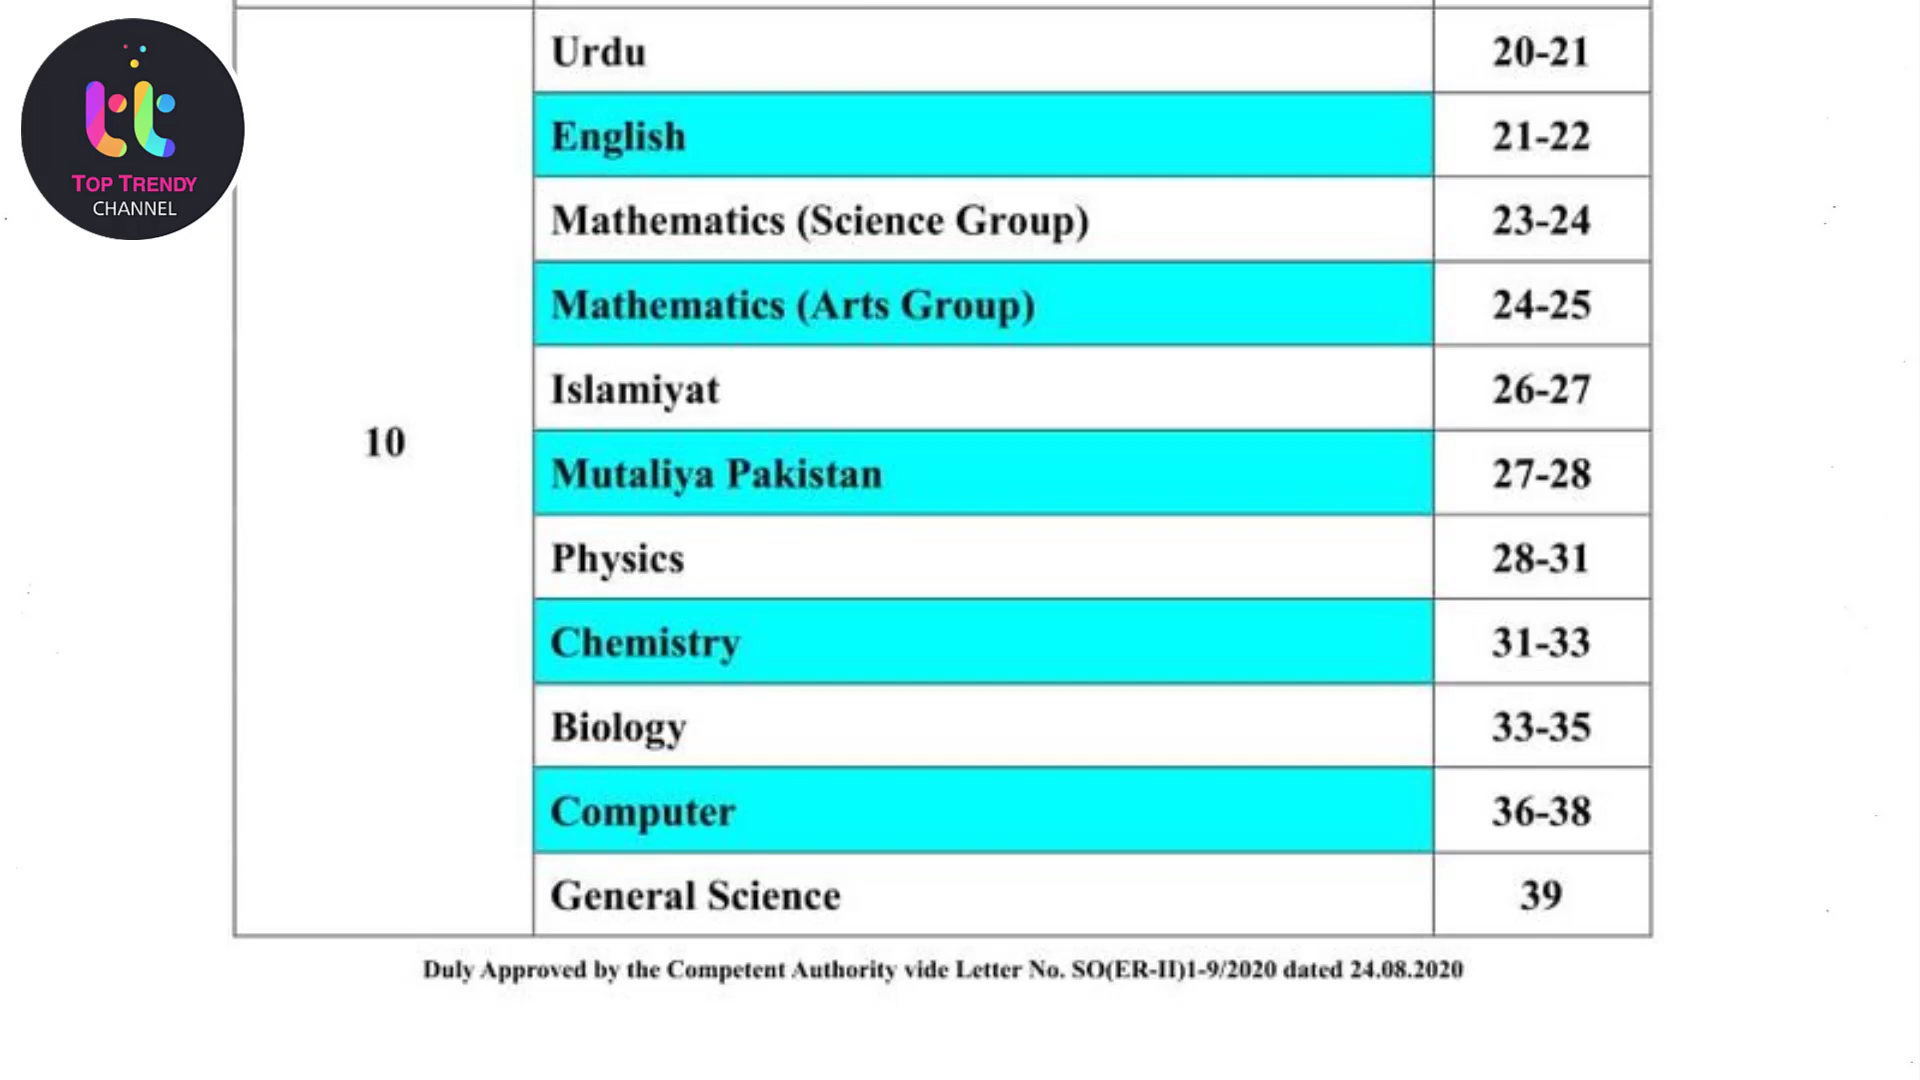 TOP TRENDY
CHANNEL
10
Urdu 20-21
English 21-22
Mathematics (Science Group) 23-24
Mathematics (Arts Group) 24-25
Islamiyat 26-27
Mutaliya Pakistan 27-28
Physics 28-31
Chemistry 31-33
Biology 33-35
Computer 36-38
General Science 39
Duly Approved by the Competent Authority vide Letter No. SO(ER-II)1-9/2020 dated 24.08.2020